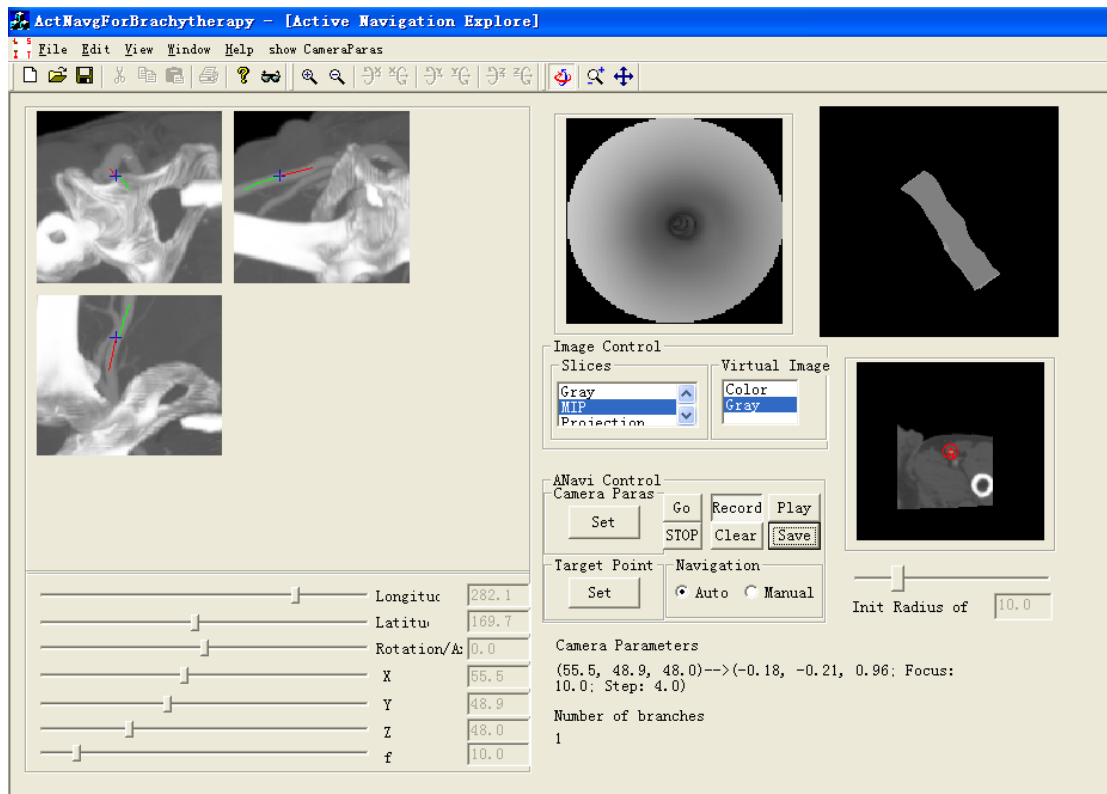 ActNavgForBrachytherapy - [Active Navigation Explore]
File Edit View Window Help show CameraParas
Image Control
Slices
Virtual Image
Gray
MIP
Projection
Color
Gray
ANavi Control
Camera Paras
Set
Go
Record
Play
STOP
Clear
Save
Target Point
Set
Navigation
Auto
Manual
Longituc 282.1
Latitu 169.7
Rotation/A: 0.0
X 55.5
Y 48.9
Z 48.0
f 10.0
Init Radius of 10.0
Camera Parameters
(55.5, 48.9, 48.0)-->(-0.18, -0.21, 0.96; Focus:
10.0; Step: 4.0)
Number of branches
1